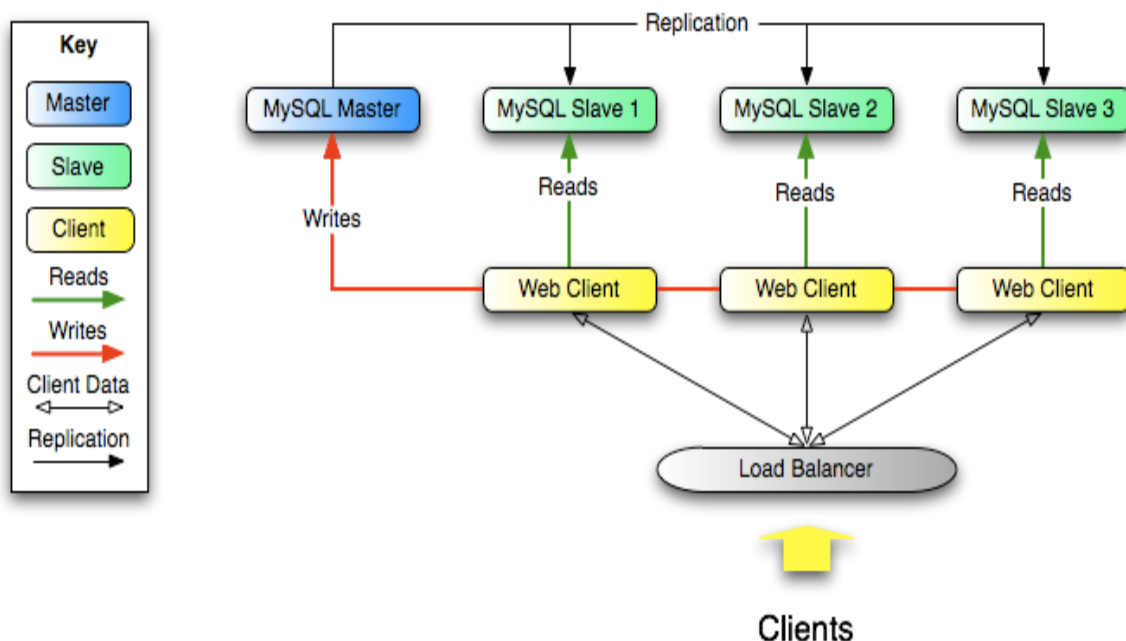 Key
Master
Slave
Client
Reads
Writes
Client Data
Replication
Replication
MySQL Master
MySQL Slave 1
MySQL Slave 2
MySQL Slave 3
Reads
Reads
Reads
Writes
Web Client
Web Client
Web Client
Load Balancer
Clients